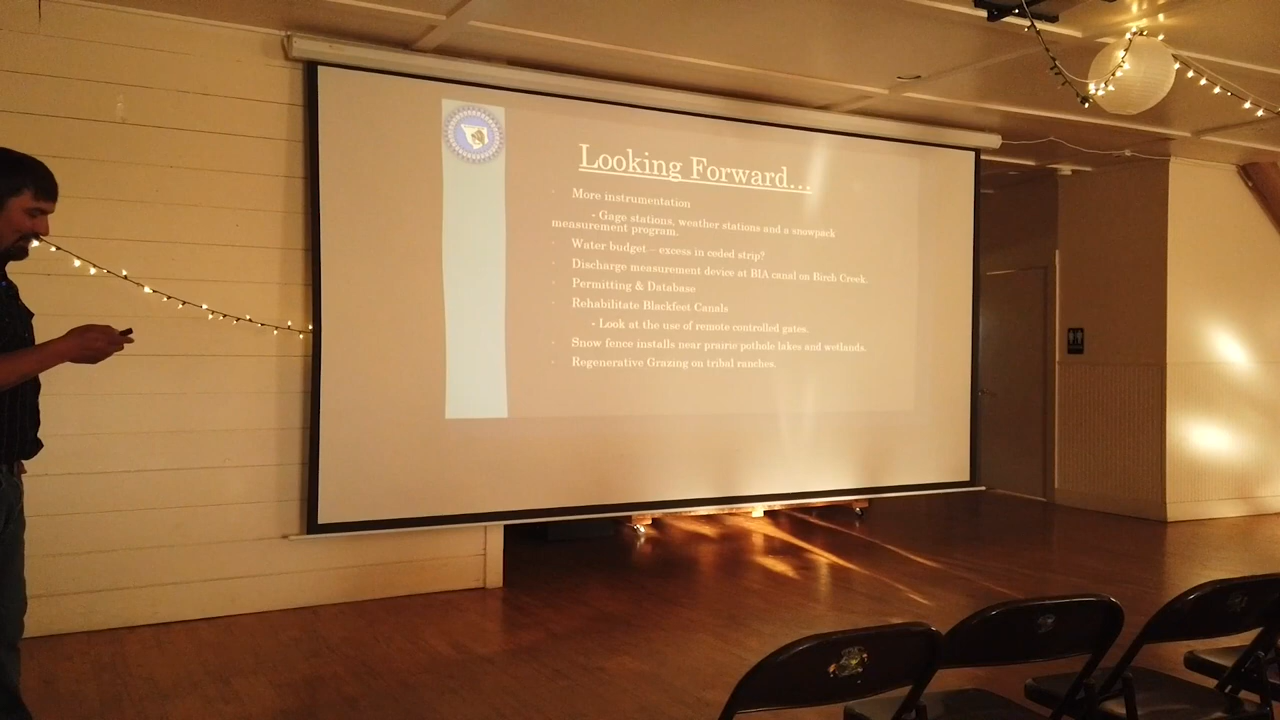 Looking Forward...
More instrumentation
- Gage stations, weather stations and a snowpack
measurement program.
Water budget – excess in ceded strip?
Discharge measurement device at BIA canal on Birch Creek.
Permitting & Database
Rehabilitate Blackfeet Canals
- Look at the use of remote controlled gates.
Snow fence installs near prairie pothole lakes and wetlands.
Regenerative Grazing on tribal ranches.